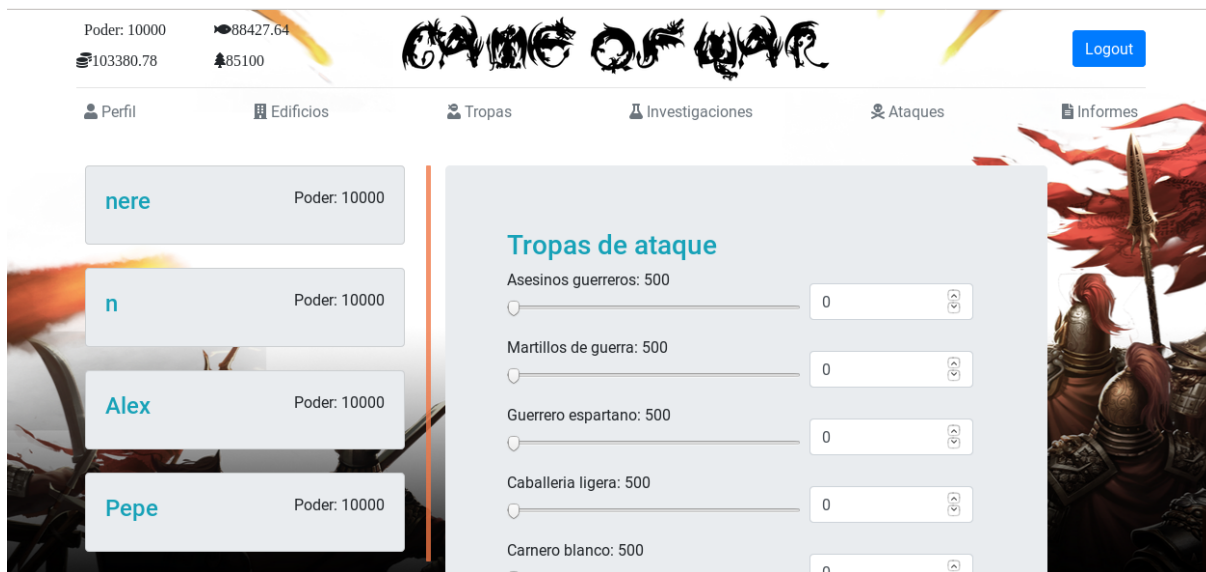 Poder: 10000
88427.64
103380.78
85100
GAME OF WAR
Logout
Perfil
Edificios
Tropas
Investigaciones
Ataques
Informes
nere
Poder: 10000
n
Poder: 10000
Alex
Poder: 10000
Pepe
Poder: 10000
Tropas de ataque
Asesinos guerreros: 500
0
Martillos de guerra: 500
0
Guerrero espartano: 500
0
Caballeria ligera: 500
0
Carnero blanco: 500
0